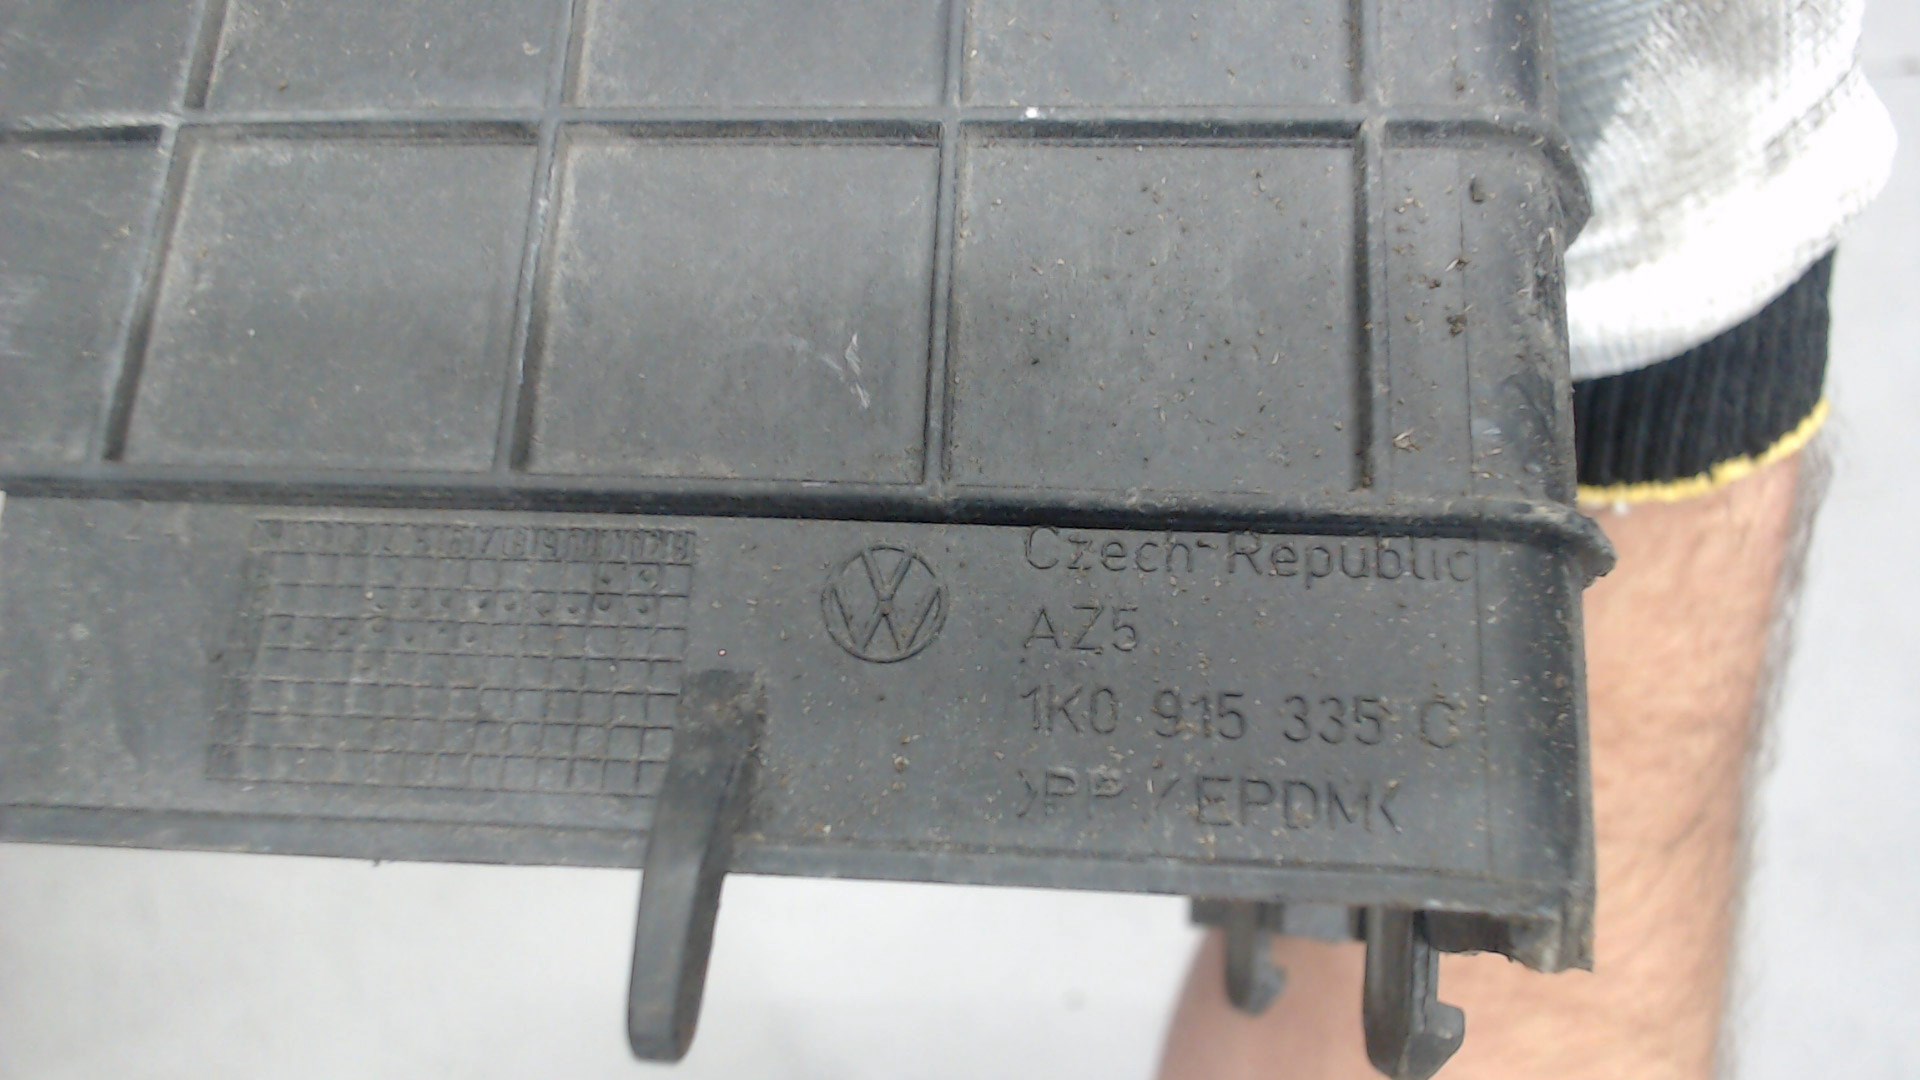 Czech-Republic
AZ5
1K0 915 335 C
>PP / EPDM<